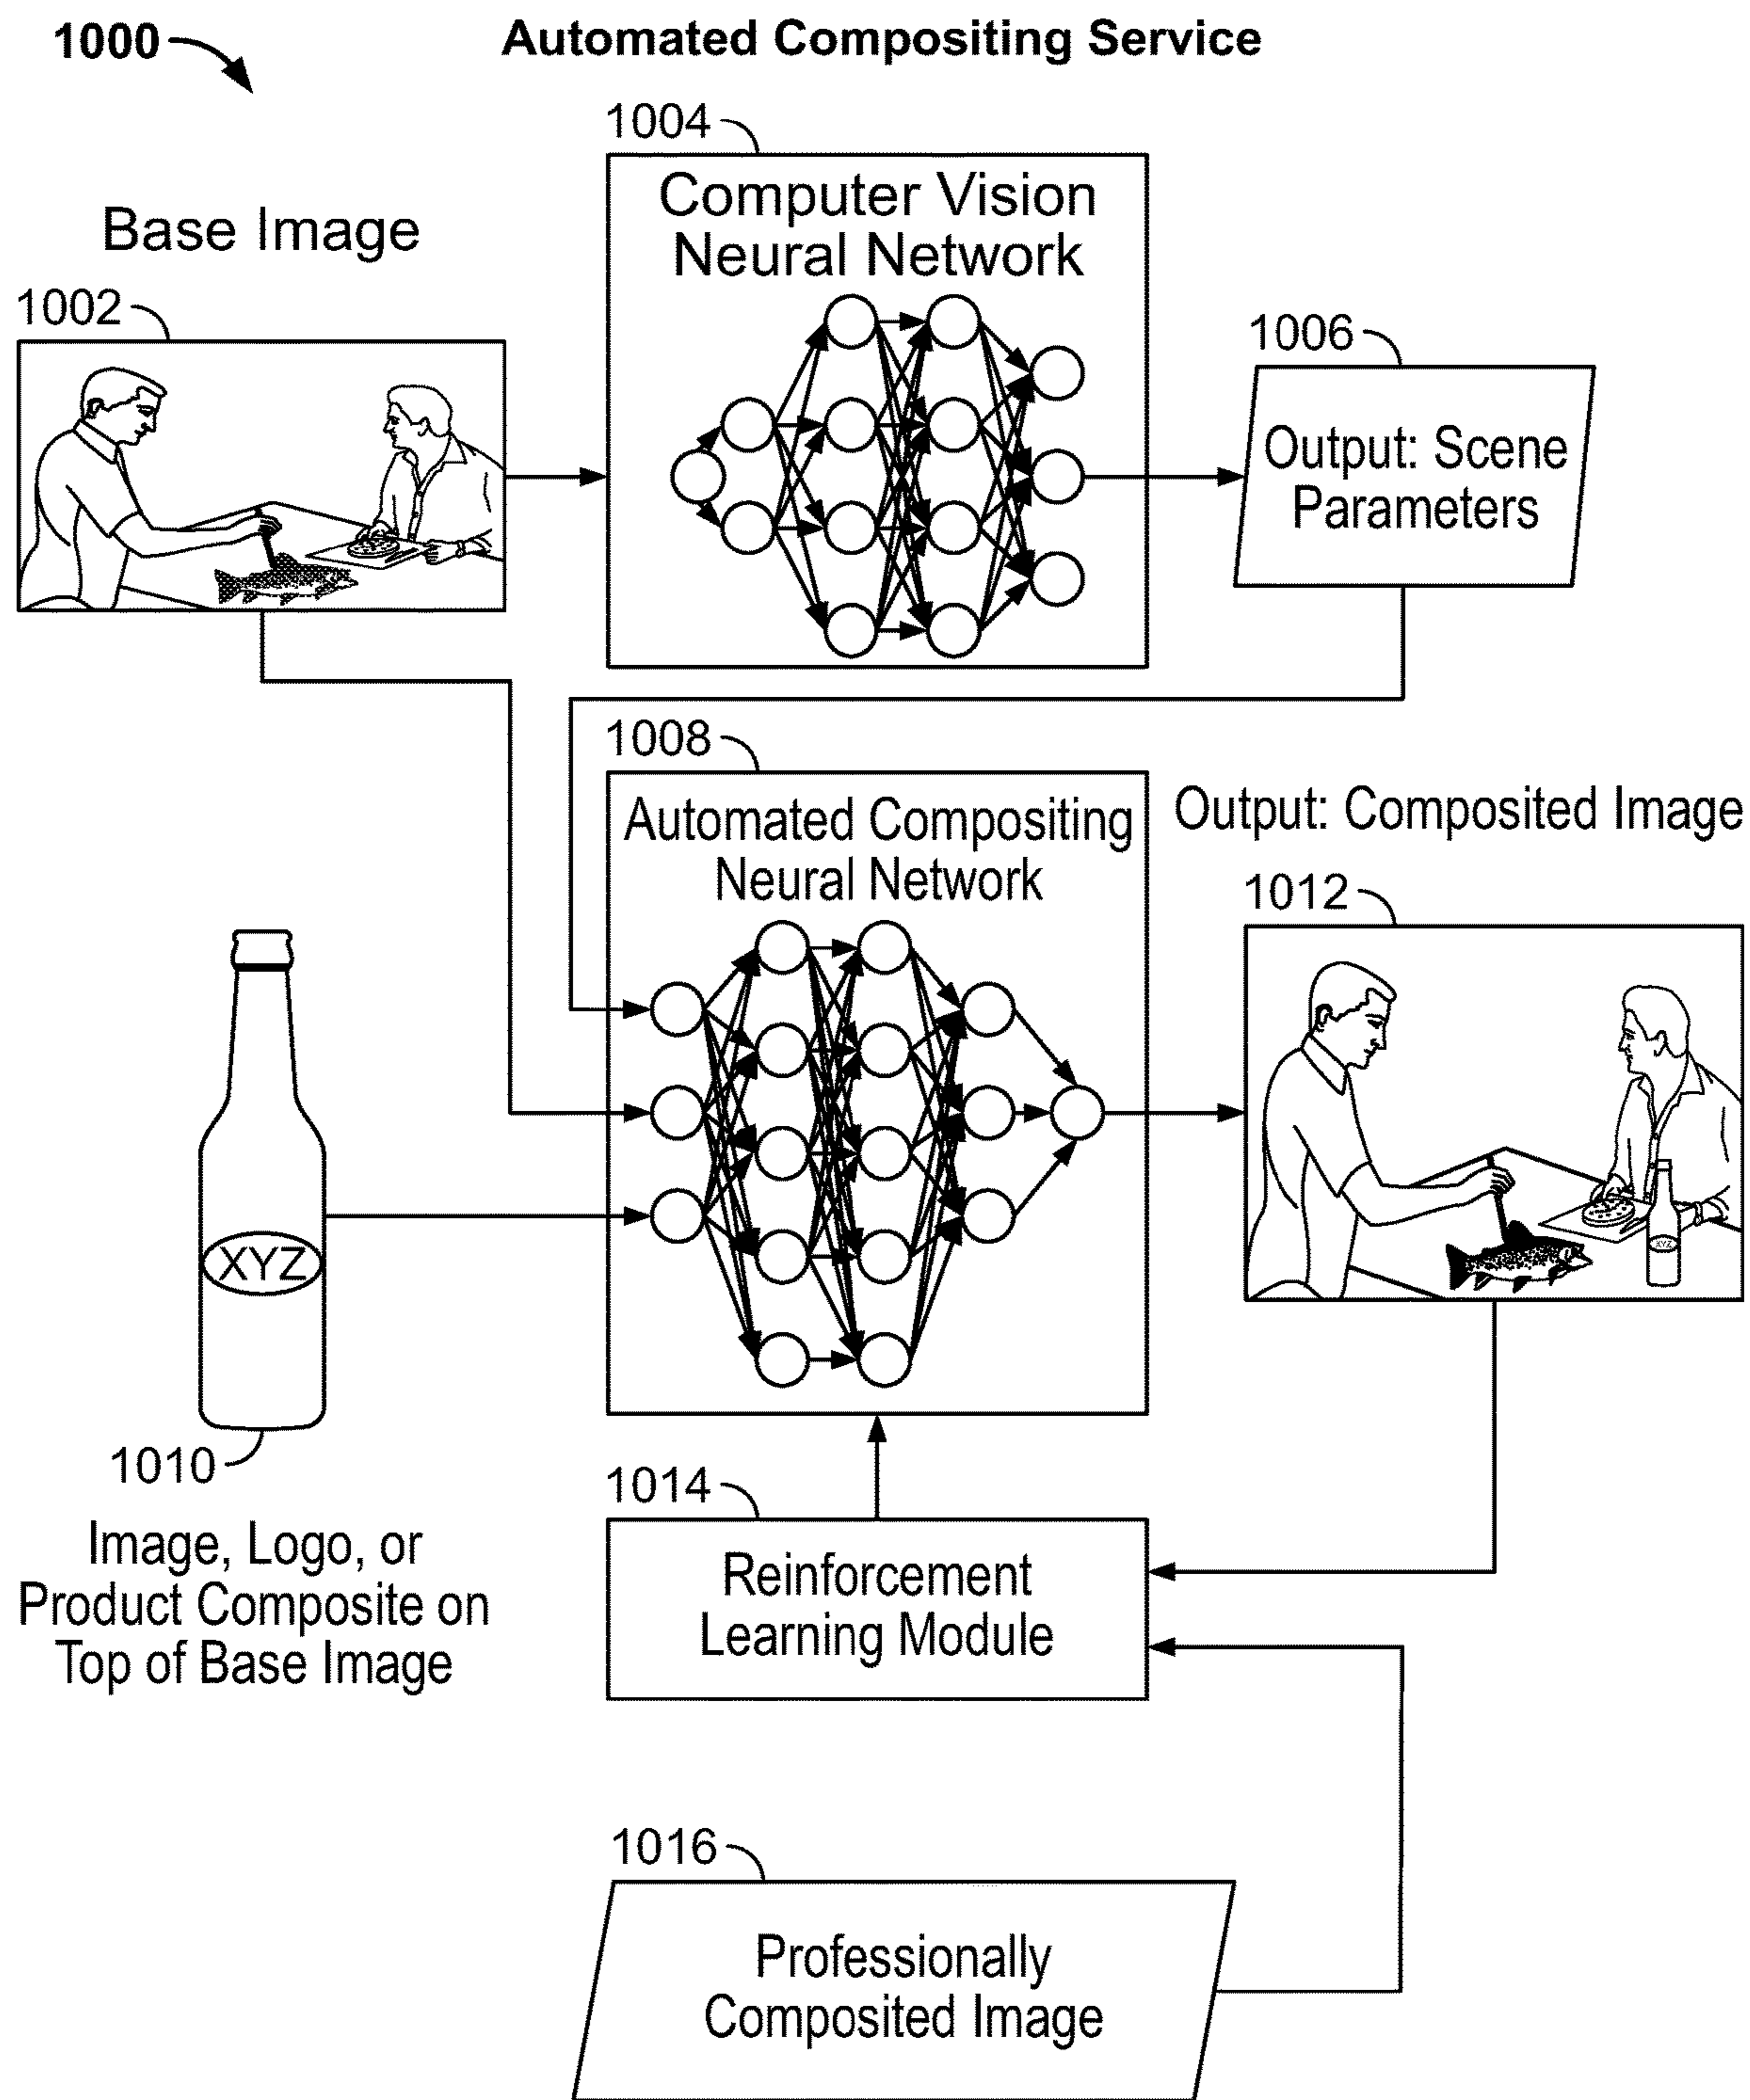 1000
Automated Compositing Service
1004
Computer Vision
Neural Network
Base Image
1002
1006
Output: Scene
Parameters
1008
Automated Compositing
Neural Network
Output: Composited Image
1012
XYZ
XYZ
1010
Image, Logo, or
Product Composite on
Top of Base Image
1014
Reinforcement
Learning Module
1016
Professionally
Composited Image